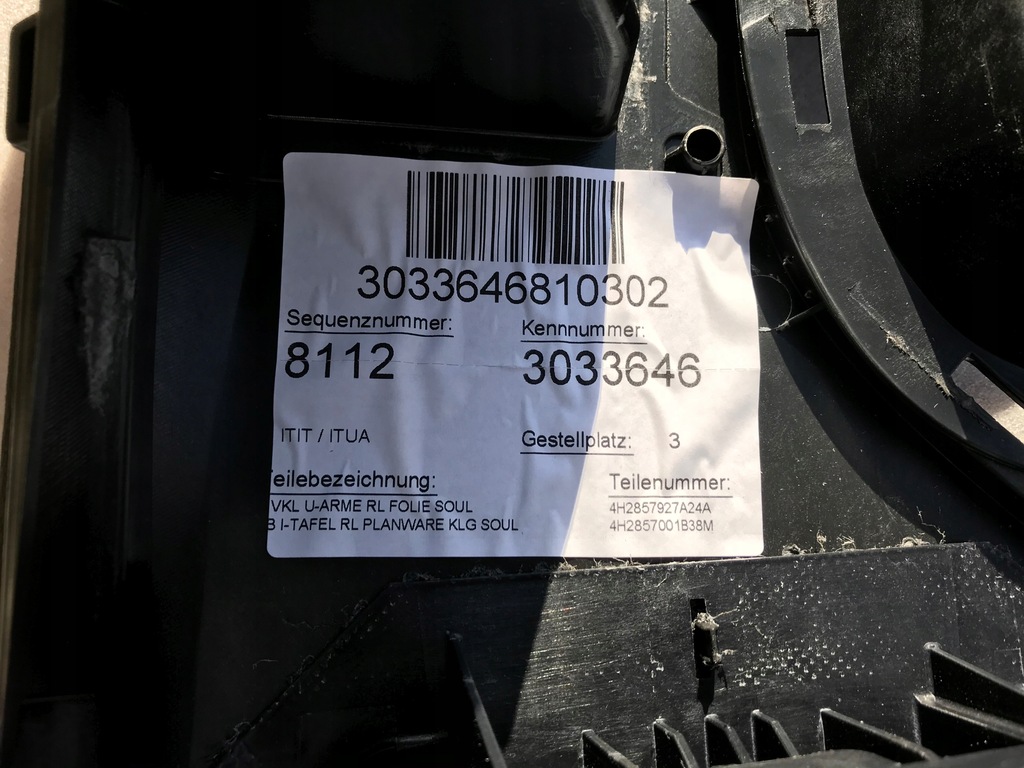 3033646810302
Sequenznummer: Kennnummer:
8112 3033646
ITIT / ITUA Gestellplatz: 3
eilebezeichnung: Teilenummer:
VKL U-ARME RL FOLIE SOUL 4H2857927A24A
B I-TAFEL RL PLANWARE KLG SOUL 4H2857001B38M